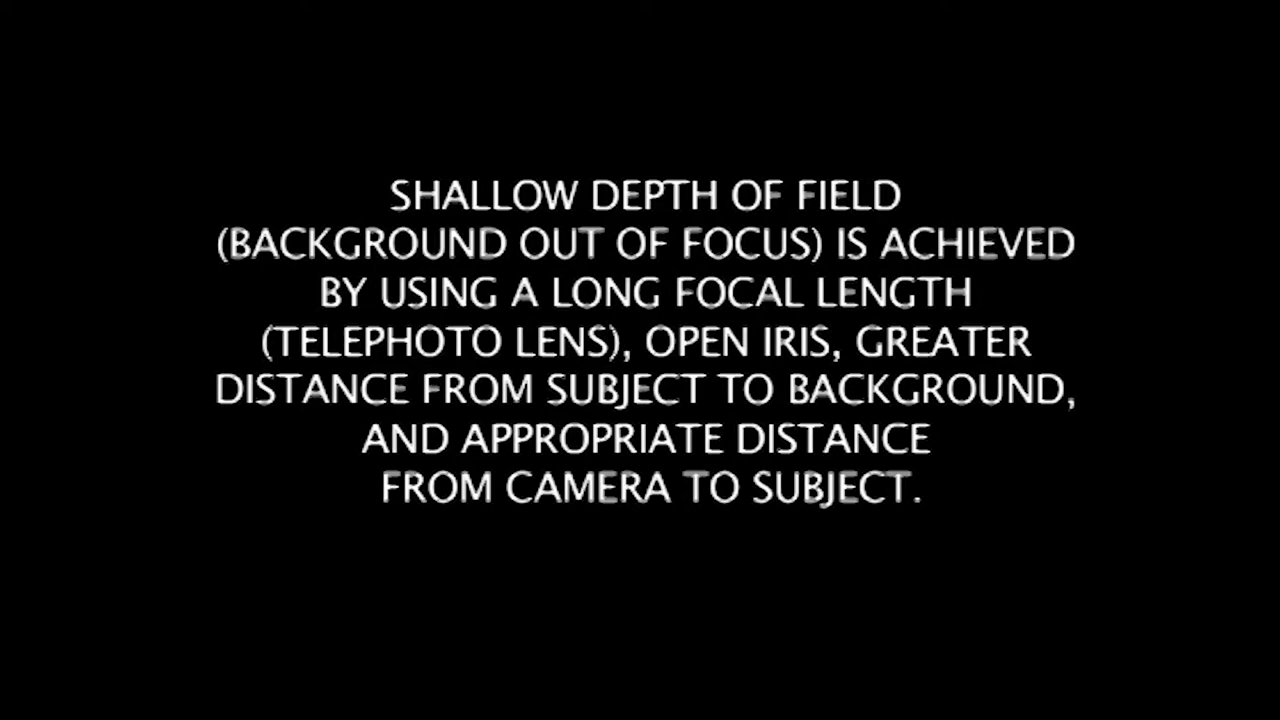 SHALLOW DEPTH OF FIELD
(BACKGROUND OUT OF FOCUS) IS ACHIEVED
BY USING A LONG FOCAL LENGTH
(TELEPHOTO LENS), OPEN IRIS, GREATER
DISTANCE FROM SUBJECT TO BACKGROUND,
AND APPROPRIATE DISTANCE
FROM CAMERA TO SUBJECT.